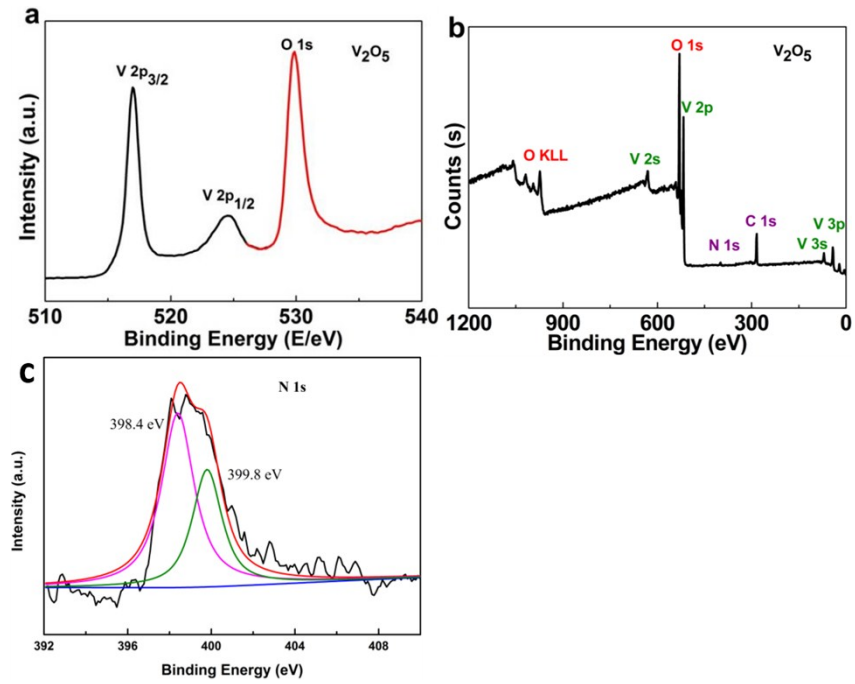 a
O 1s
V₂O₅
V 2p₃/₂
V 2p₁/₂
Intensity (a.u.)
510 520 530 540
Binding Energy (E/eV)
b
O 1s
V₂O₅
V 2p
O KLL
V 2s
C 1s
N 1s
V 3p
V 3s
Counts (s)
1200 900 600 300 0
Binding Energy (eV)
c
N 1s
398.4 eV
399.8 eV
Intensity (a.u.)
392 396 400 404 408
Binding Energy (eV)